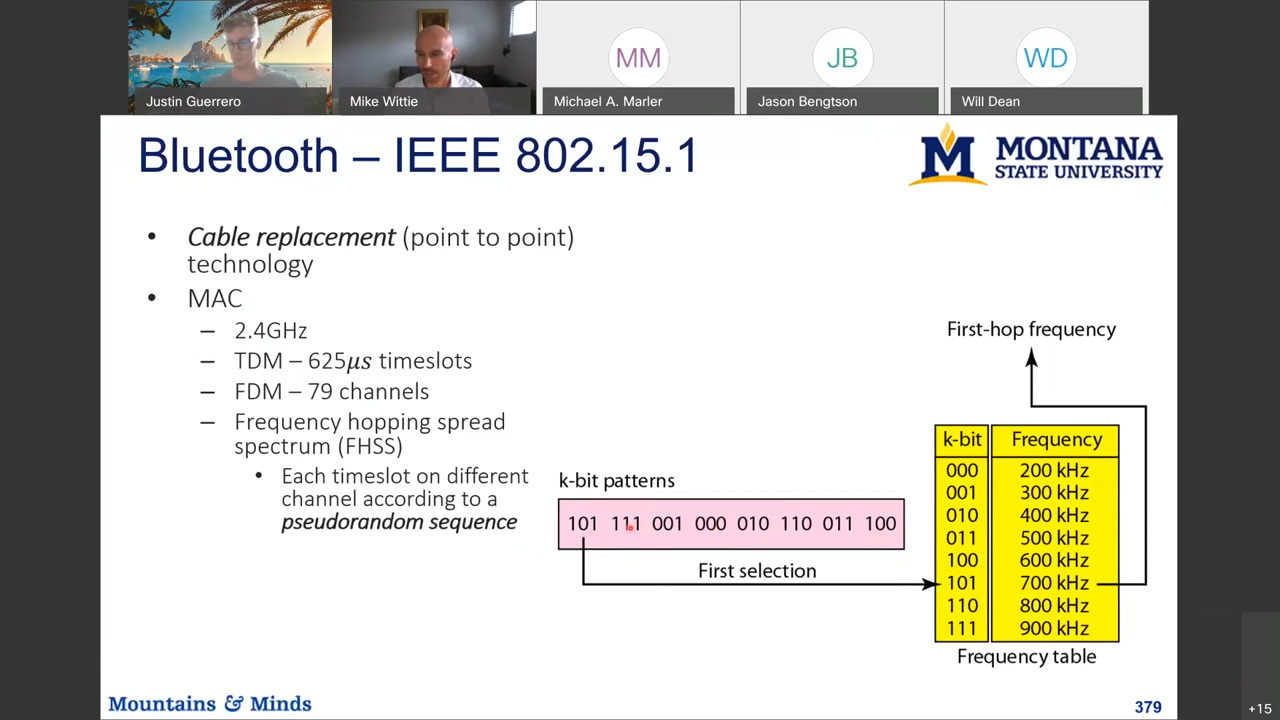 MM
JB
WD
Justin Guerrero
Mike Wittie
Michael A. Marler
Jason Bengtson
Will Dean
Bluetooth – IEEE 802.15.1
M
MONTANA
STATE UNIVERSITY
• Cable replacement (point to point)
technology
• MAC
– 2.4GHz
– TDM – 625μs timeslots
– FDM – 79 channels
– Frequency hopping spread
spectrum (FHSS)
• Each timeslot on different
channel according to a
pseudorandom sequence
First-hop frequency
k-bit patterns
101 111 001 000 010 110 011 100
First selection
k-bit Frequency
000 200 kHz
001 300 kHz
010 400 kHz
011 500 kHz
100 600 kHz
101 700 kHz
110 800 kHz
111 900 kHz
Frequency table
Mountains & Minds
379
+15